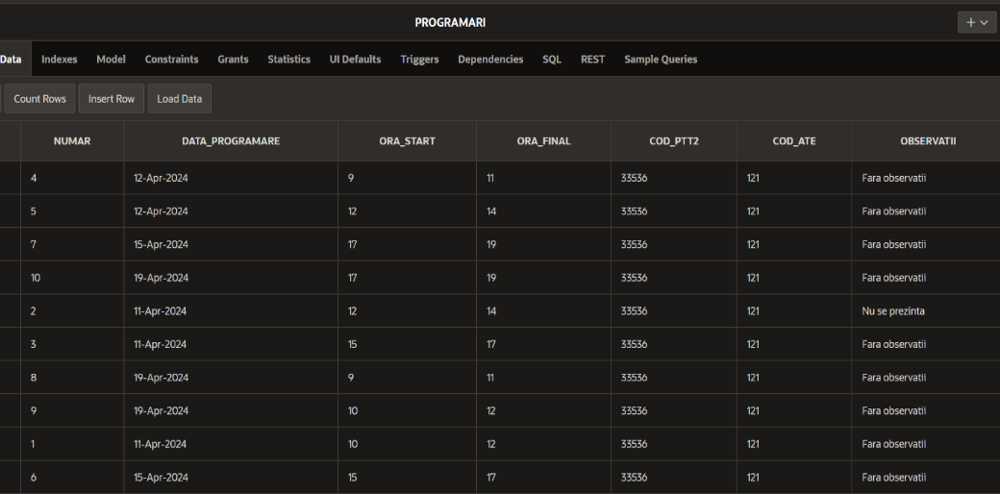 PROGRAMARI
Data Indexes Model Constraints Grants Statistics UI Defaults Triggers Dependencies SQL REST Sample Queries
Count Rows Insert Row Load Data
NUMAR DATA_PROGRAMARE ORA_START ORA_FINAL COD_PTT2 COD_ATE OBSERVATII
4 12-Apr-2024 9 11 33536 121 Fara observatii
5 12-Apr-2024 12 14 33536 121 Fara observatii
7 15-Apr-2024 17 19 33536 121 Fara observatii
10 19-Apr-2024 17 19 33536 121 Fara observatii
2 11-Apr-2024 12 14 33536 121 Nu se prezinta
3 11-Apr-2024 15 17 33536 121 Fara observatii
8 19-Apr-2024 9 11 33536 121 Fara observatii
9 19-Apr-2024 10 12 33536 121 Fara observatii
1 11-Apr-2024 10 12 33536 121 Fara observatii
6 15-Apr-2024 15 17 33536 121 Fara observatii